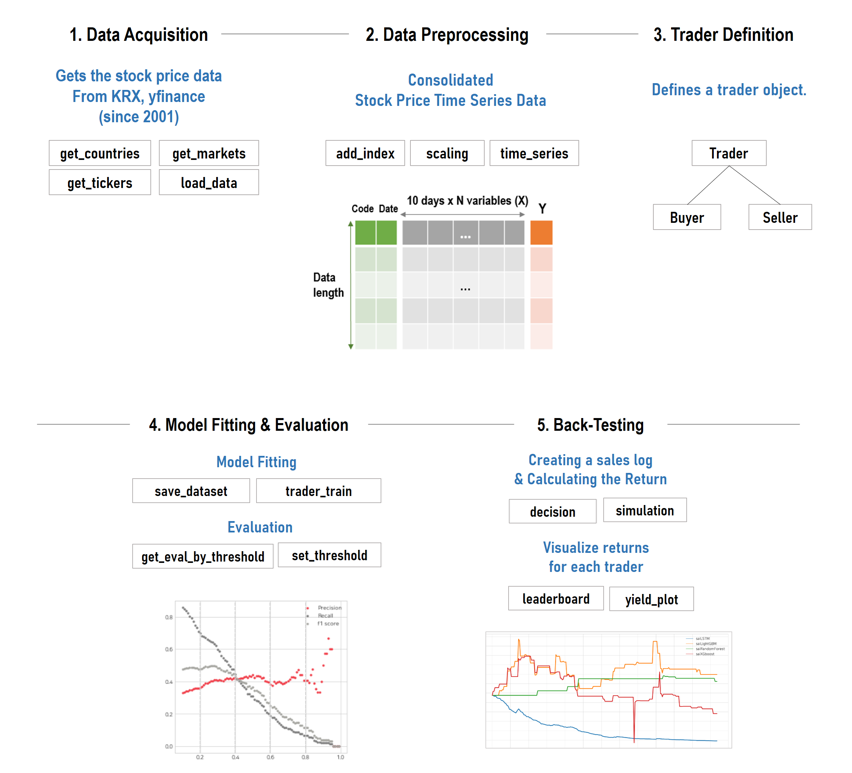 1. Data Acquisition
2. Data Preprocessing
3. Trader Definition
Gets the stock price data
From KRX, yfinance
(since 2001)
get_countries
get_markets
get_tickers
load_data
Consolidated
Stock Price Time Series Data
add_index
scaling
time_series
Code
Date
10 days x N variables (X)
Y
...
Data
length
...
Defines a trader object.
Trader
Buyer
Seller
4. Model Fitting & Evaluation
5. Back-Testing
Model Fitting
save_dataset
trader_train
Evaluation
get_eval_by_threshold
set_threshold
Precision
Recall
F1 score
0.8
0.6
0.4
0.2
0.0
0.2
0.4
0.6
0.8
1.0
Creating a sales log
& Calculating the Return
decision
simulation
Visualize returns
for each trader
leaderboard
yield_plot